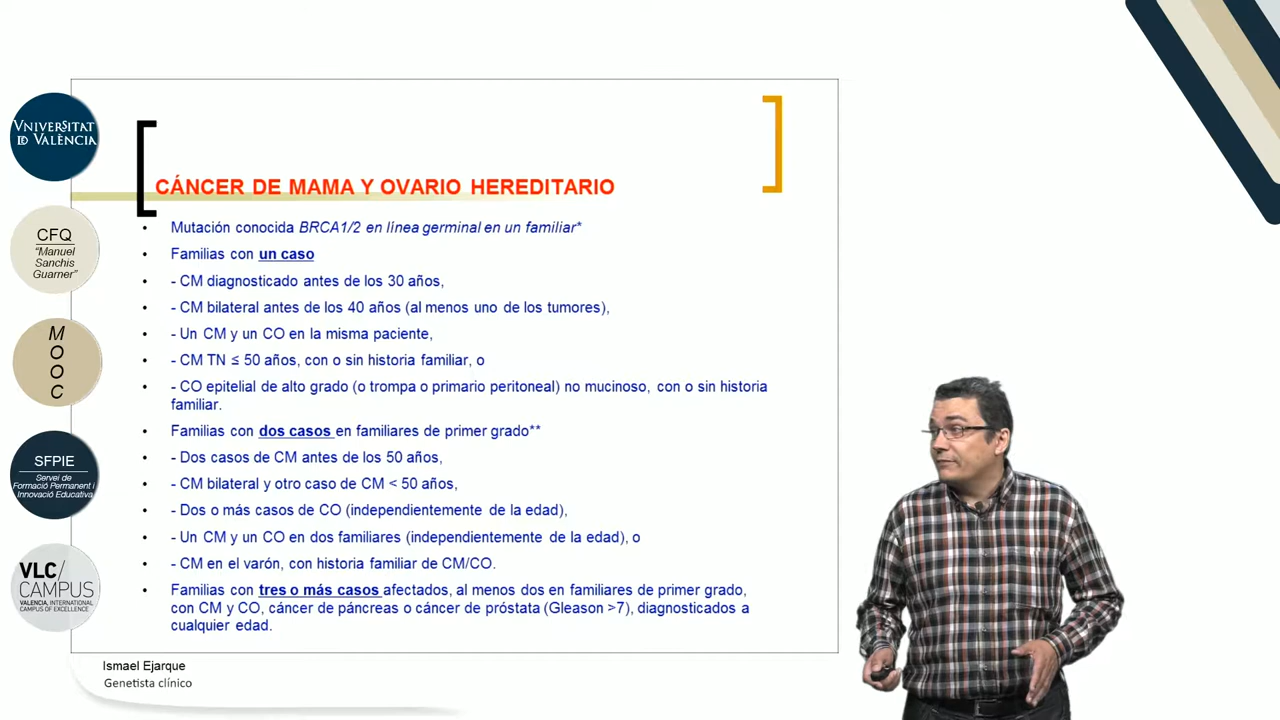 VNIVERSITAT
ID VALÈNCIA
CFQ
"Manuel
Sanchis
Guarner"
M
O
O
C
SFPIE
Servei de
Formació Permanent i
Innovació Educativa
VLC/
CAMPUS
VALENCIA, INTERNATIONAL
CAMPUS OF EXCELLENCE
CÁNCER DE MAMA Y OVARIO HEREDITARIO
• Mutación conocida BRCA1/2 en línea germinal en un familiar*
• Familias con un caso
• - CM diagnosticado antes de los 30 años,
• - CM bilateral antes de los 40 años (al menos uno de los tumores),
• - Un CM y un CO en la misma paciente,
• - CM TN ≤ 50 años, con o sin historia familiar, o
• - CO epitelial de alto grado (o trompa o primario peritoneal) no mucinoso, con o sin historia
familiar.
• Familias con dos casos en familiares de primer grado**
• - Dos casos de CM antes de los 50 años,
• - CM bilateral y otro caso de CM < 50 años,
• - Dos o más casos de CO (independientemente de la edad),
• - Un CM y un CO en dos familiares (independientemente de la edad), o
• - CM en el varón, con historia familiar de CM/CO.
• Familias con tres o más casos afectados, al menos dos en familiares de primer grado,
con CM y CO, cáncer de páncreas o cáncer de próstata (Gleason >7), diagnosticados a
cualquier edad.
Ismael Ejarque
Genetista clínico